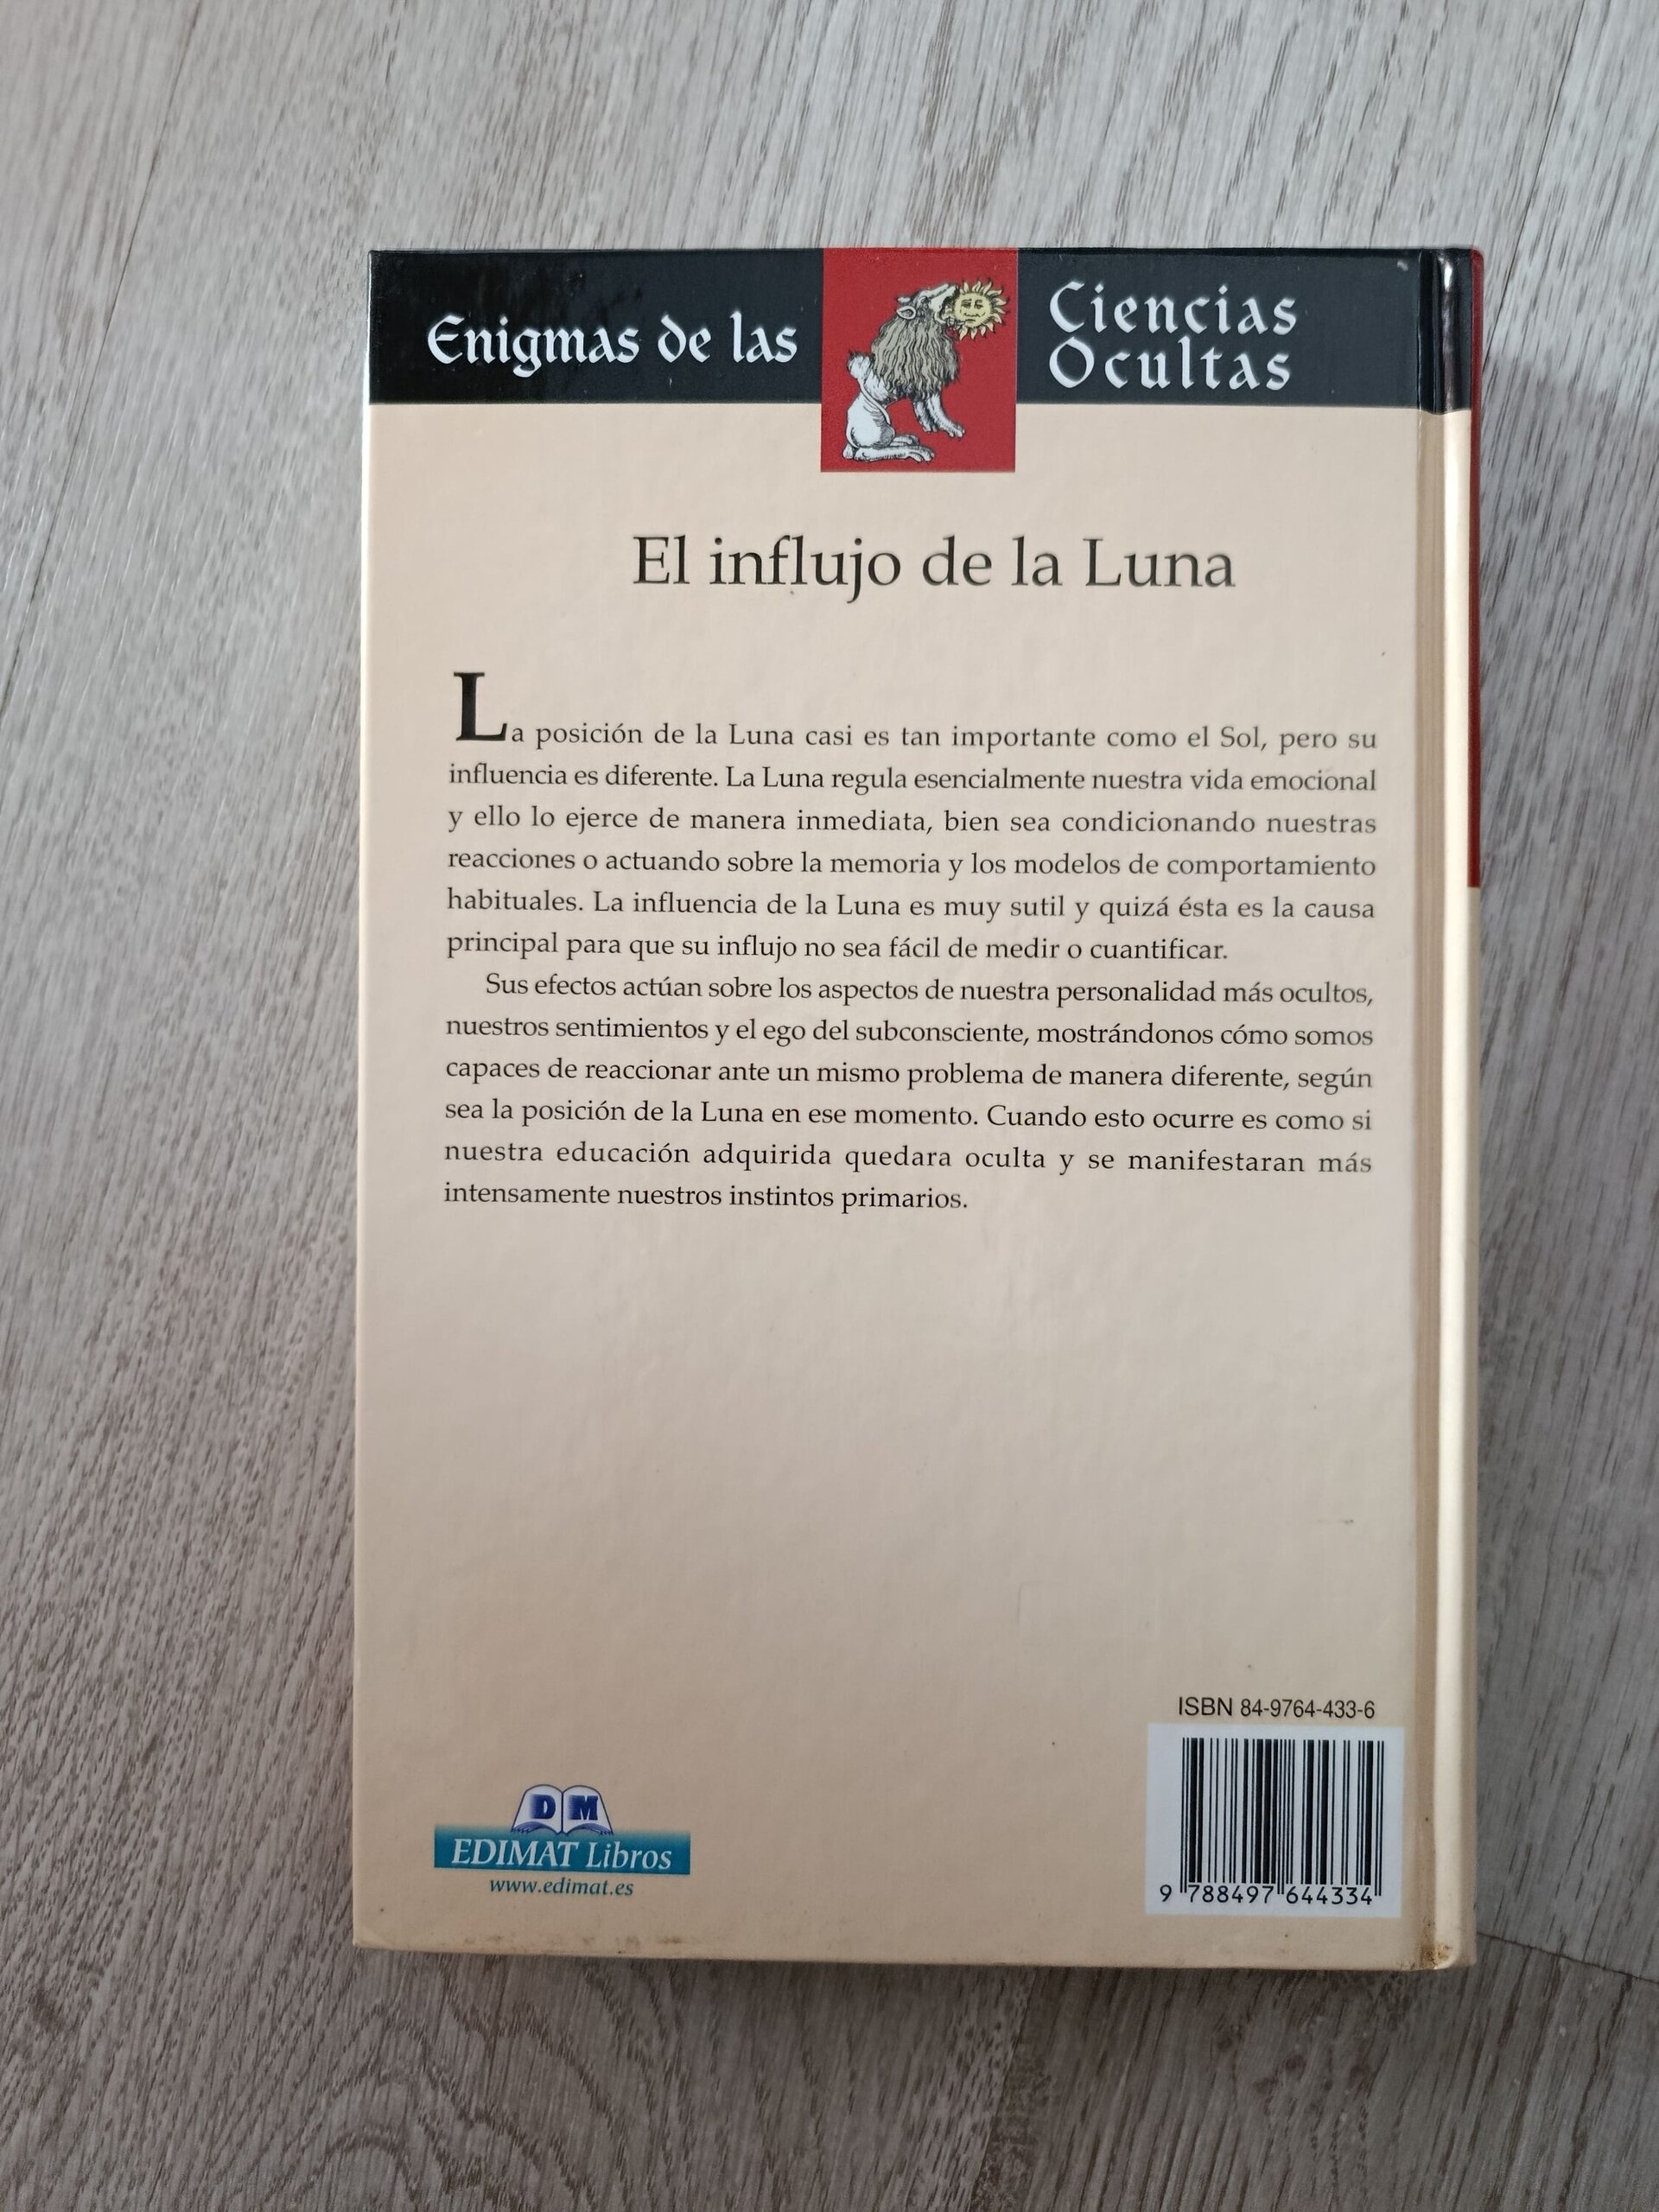 Enigmas de las
Ciencias
Ocultas
El influjo de la Luna
La posición de la Luna casi es tan importante como el Sol, pero su
influencia es diferente. La Luna regula esencialmente nuestra vida emocional
y ello lo ejerce de manera inmediata, bien sea condicionando nuestras
reacciones o actuando sobre la memoria y los modelos de comportamiento
habituales. La influencia de la Luna es muy sutil y quizá ésta es la causa
principal para que su influjo no sea fácil de medir o cuantificar.
Sus efectos actúan sobre los aspectos de nuestra personalidad más ocultos,
nuestros sentimientos y el ego del subconsciente, mostrándonos cómo somos
capaces de reaccionar ante un mismo problema de manera diferente, según
sea la posición de la Luna en ese momento. Cuando esto ocurre es como si
nuestra educación adquirida quedara oculta y se manifestaran más
intensamente nuestros instintos primarios.
ISBN 84-9764-433-6
9 788497 644334
DM
EDIMAT Libros
www.edimat.es